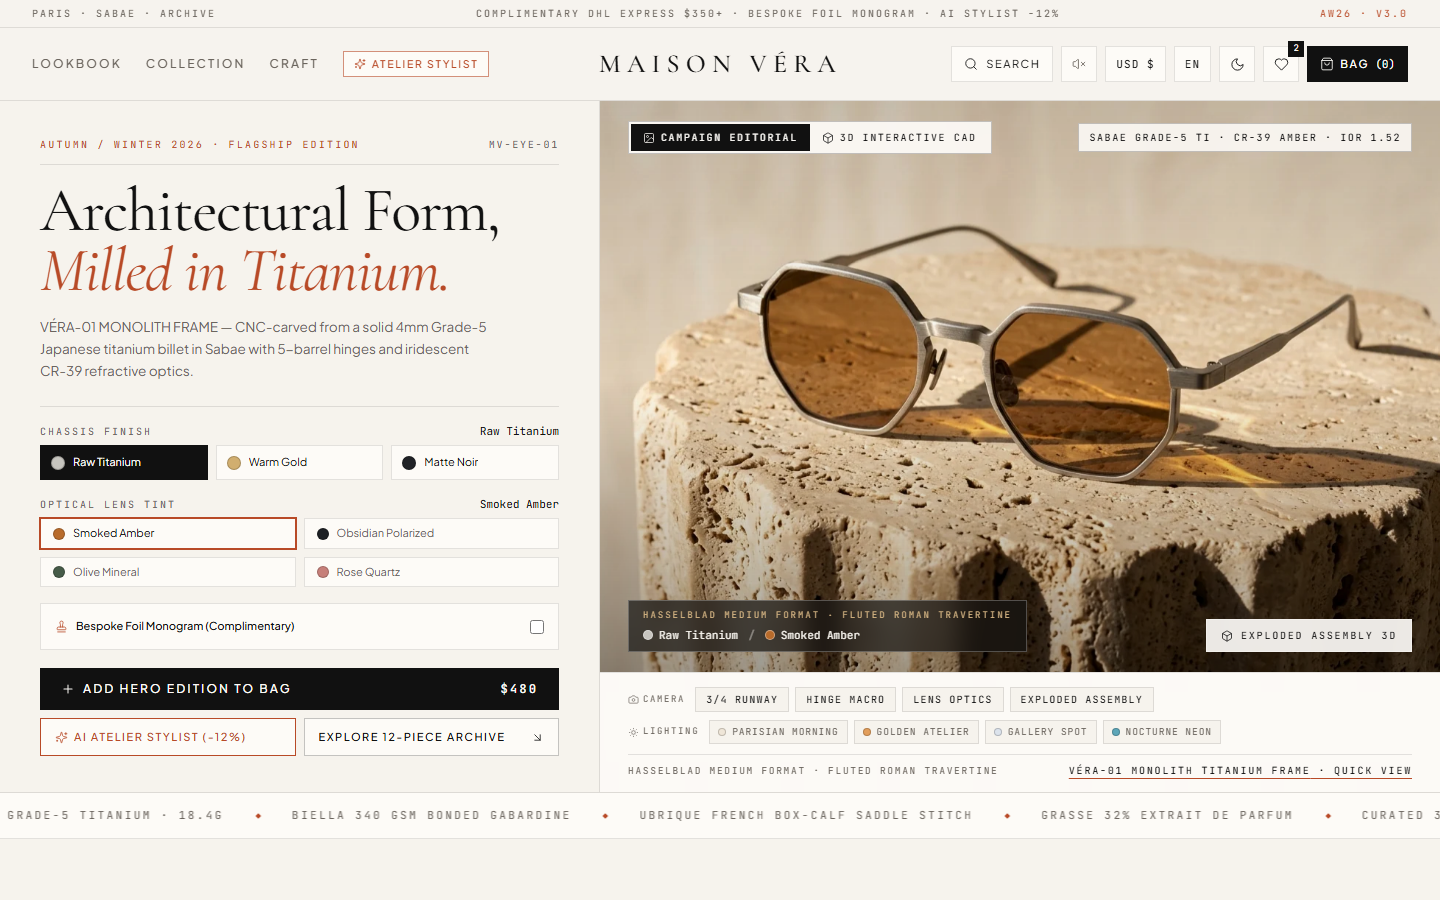 PARIS · SABAE · ARCHIVE
COMPLIMENTARY DHL EXPRESS $350+ · BESPOKE FOIL MONOGRAM · AI STYLIST -12%
AW26 · V3.0
LOOKBOOK
COLLECTION
CRAFT
ATELIER STYLIST
MAISON VÉRA
SEARCH
USD $
EN
2
BAG (0)
AUTUMN / WINTER 2026 · FLAGSHIP EDITION
MV-EYE-01
Architectural Form,
Milled in Titanium.
VÉRA-01 MONOLITH FRAME — CNC-carved from a solid 4mm Grade-5
Japanese titanium billet in Sabae with 5-barrel hinges and iridescent
CR-39 refractive optics.
CHASSIS FINISH
Raw Titanium
Raw Titanium
Warm Gold
Matte Noir
OPTICAL LENS TINT
Smoked Amber
Smoked Amber
Obsidian Polarized
Olive Mineral
Rose Quartz
Bespoke Foil Monogram (Complimentary)
+ ADD HERO EDITION TO BAG
$480
AI ATELIER STYLIST (-12%)
EXPLORE 12-PIECE ARCHIVE
CAMPAIGN EDITORIAL
3D INTERACTIVE CAD
SABAE GRADE-5 TI · CR-39 AMBER · IOR 1.52
HASSELBLAD MEDIUM FORMAT · FLUTED ROMAN TRAVERTINE
Raw Titanium / Smoked Amber
EXPLODED ASSEMBLY 3D
CAMERA
3/4 RUNWAY
HINGE MACRO
LENS OPTICS
EXPLODED ASSEMBLY
LIGHTING
PARISIAN MORNING
GOLDEN ATELIER
GALLERY SPOT
NOCTURNE NEON
HASSELBLAD MEDIUM FORMAT · FLUTED ROMAN TRAVERTINE
VÉRA-01 MONOLITH TITANIUM FRAME · QUICK VIEW
GRADE-5 TITANIUM · 18.4G ◆ BIELLA 340 GSM BONDED GABARDINE ◆ UBRIQUE FRENCH BOX-CALF SADDLE STITCH ◆ GRASSE 32% EXTRAIT DE PARFUM ◆ CURATED 3